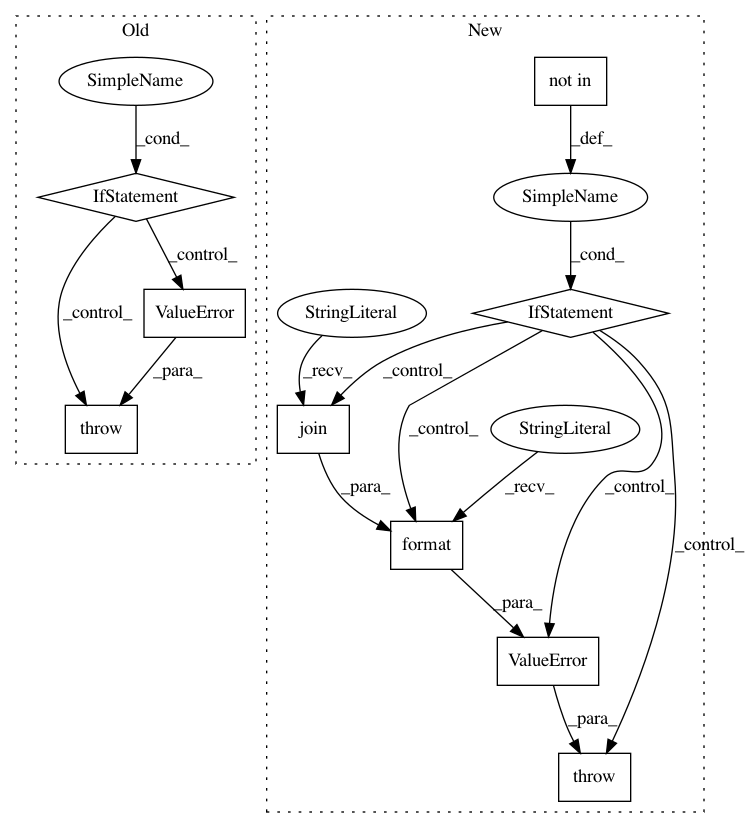 Old
New
SimpleName
not in
_cond_
_def_
IfStatement
SimpleName
_control_
_cond_
_control_
ValueError
StringLiteral
IfStatement
_para_
_recv_
_control_
throw
join
StringLiteral
_control_
_para_
_recv_
_control_
format
_control_
_para_
ValueError
_para_
throw